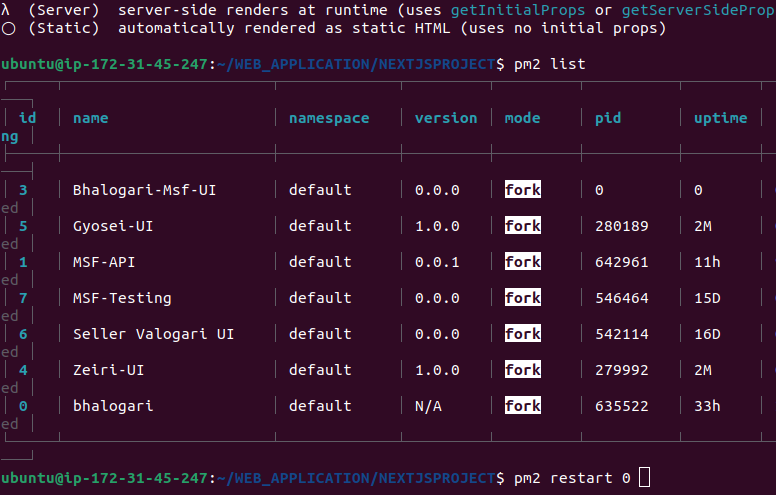 λ (Server) server-side renders at runtime (uses getInitialProps or getServerSideProp
○ (Static) automatically rendered as static HTML (uses no initial props)
ubuntu@ip-172-31-45-247:~/WEB_APPLICATION/NEXTJSPROJECT$ pm2 list
id │ name │ namespace │ version │ mode │ pid │ uptime │
ng │
3 │ Bhalogari-Msf-UI │ default │ 0.0.0 │ fork │ 0 │ 0 │
ed │
5 │ Gyosei-UI │ default │ 1.0.0 │ fork │ 280189 │ 2M │
ed │
1 │ MSF-API │ default │ 0.0.1 │ fork │ 642961 │ 11h │
ed │
7 │ MSF-Testing │ default │ 0.0.0 │ fork │ 546464 │ 15D │
ed │
6 │ Seller Valogari UI │ default │ 0.0.0 │ fork │ 542114 │ 16D │
ed │
4 │ Zeiri-UI │ default │ 1.0.0 │ fork │ 279992 │ 2M │
ed │
0 │ bhalogari │ default │ N/A │ fork │ 635522 │ 33h │
ed │
ubuntu@ip-172-31-45-247:~/WEB_APPLICATION/NEXTJSPROJECT$ pm2 restart 0